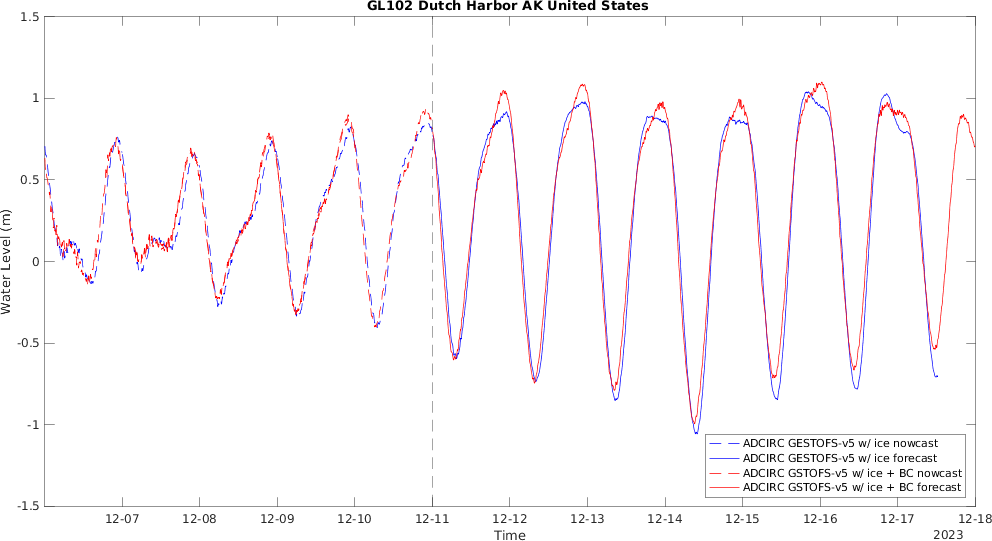 GL102 Dutch Harbor AK United States
1.5
1
0.5
0
-0.5
-1
-1.5
Water Level (m)
ADCIRC GESTOFS-v5 w/ ice nowcast
ADCIRC GESTOFS-v5 w/ ice forecast
ADCIRC GSTOFS-v5 w/ ice + BC nowcast
ADCIRC GSTOFS-v5 w/ ice + BC forecast
12-07 12-08 12-09 12-10 12-11 12-12 12-13 12-14 12-15 12-16 12-17 12-18
Time
2023